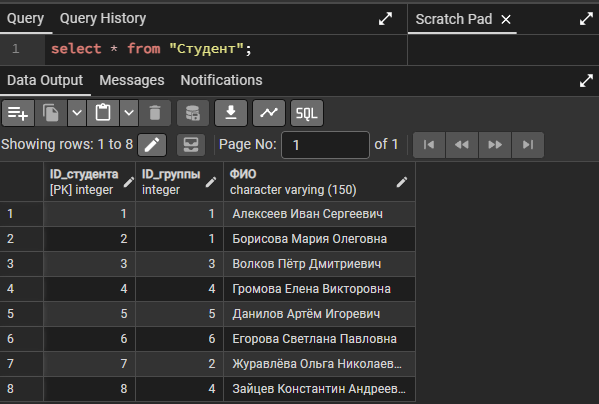 Query Query History Scratch Pad
1 select * from "Студент";
Data Output Messages Notifications
SQL
Showing rows: 1 to 8 Page No: 1 of 1
ID_студента ID_группы ФИО
[PK] integer integer character varying (150)
1 1 1 Алексеев Иван Сергеевич
2 2 1 Борисова Мария Олеговна
3 3 3 Волков Пётр Дмитриевич
4 4 4 Громова Елена Викторовна
5 5 5 Данилов Артём Игоревич
6 6 6 Егорова Светлана Павловна
7 7 2 Журавлёва Ольга Николаев…
8 8 4 Зайцев Константин Андреев…